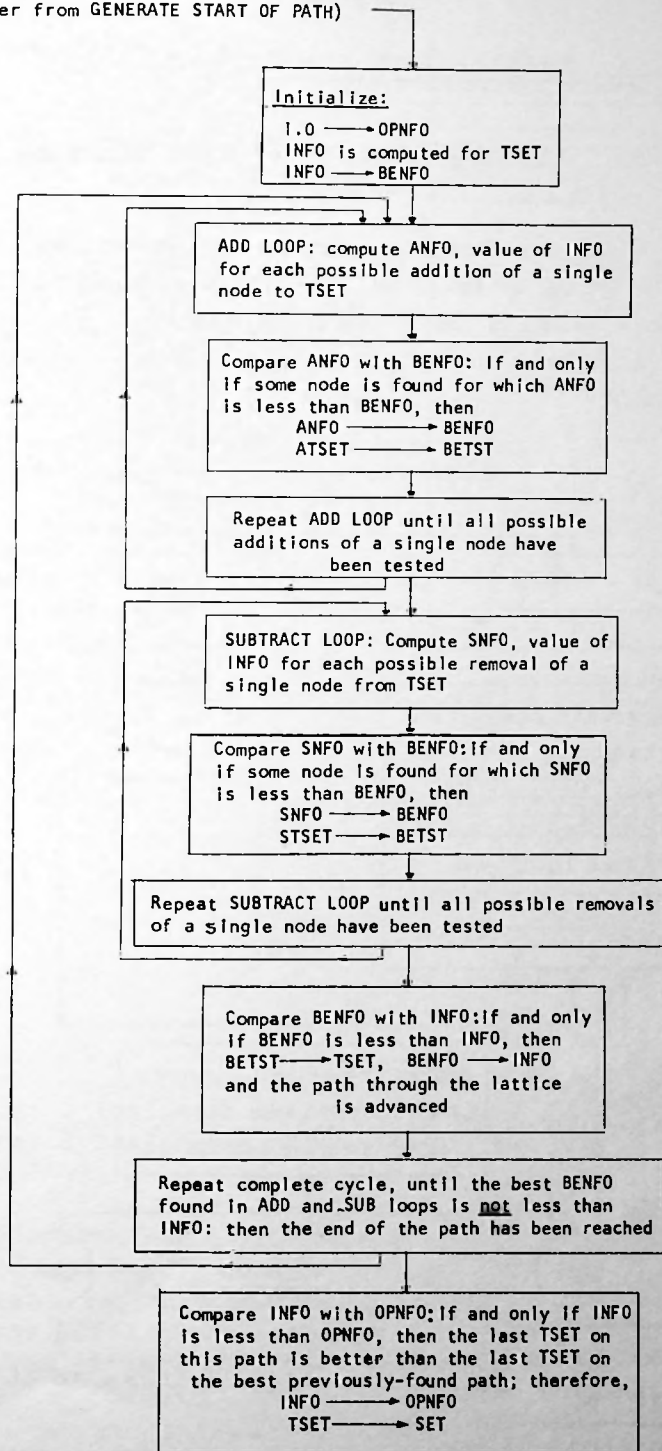 er from GENERATE START OF PATH)
Initialize:
1.0 → OPNFO
INFO is computed for TSET
INFO → BENFO
ADD LOOP: compute ANFO, value of INFO
for each possible addition of a single
node to TSET
Compare ANFO with BENFO: If and only
if some node is found for which ANFO
is less than BENFO, then
ANFO → BENFO
ATSET → BETST
Repeat ADD LOOP until all possible
additions of a single node have
been tested
SUBTRACT LOOP: Compute SNFO, value of
INFO for each possible removal of a
single node from TSET
Compare SNFO with BENFO:If and only
if some node is found for which SNFO
is less than BENFO, then
SNFO → BENFO
STSET → BETST
Repeat SUBTRACT LOOP until all possible removals
of a single node have been tested
Compare BENFO with INFO:If and only
if BENFO is less than INFO, then
BETST → TSET, BENFO → INFO
and the path through the lattice
is advanced
Repeat complete cycle, until the best BENFO
found in ADD and SUB loops is not less than
INFO: then the end of the path has been reached
Compare INFO with OPNFO:If and only if INFO
is less than OPNFO, then the last TSET on
this path is better than the last TSET on
the best previously-found path; therefore,
INFO → OPNFO
TSET → SET